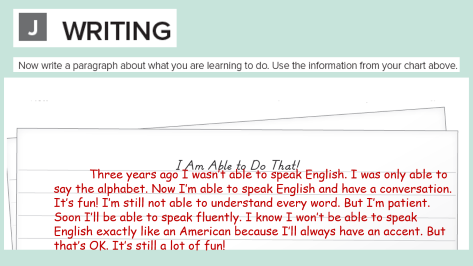 J WRITING
Now write a paragraph about what you are learning to do. Use the information from your chart above.
I Am Able to Do That!
Three years ago I wasn't able to speak English. I was only able to
say the alphabet. Now I'm able to speak English and have a conversation.
It's fun! I'm still not able to understand every word. But I'm patient.
Soon I'll be able to speak fluently. I know I won't be able to speak
English exactly like an American because I'll always have an accent. But
that's OK. It's still a lot of fun!